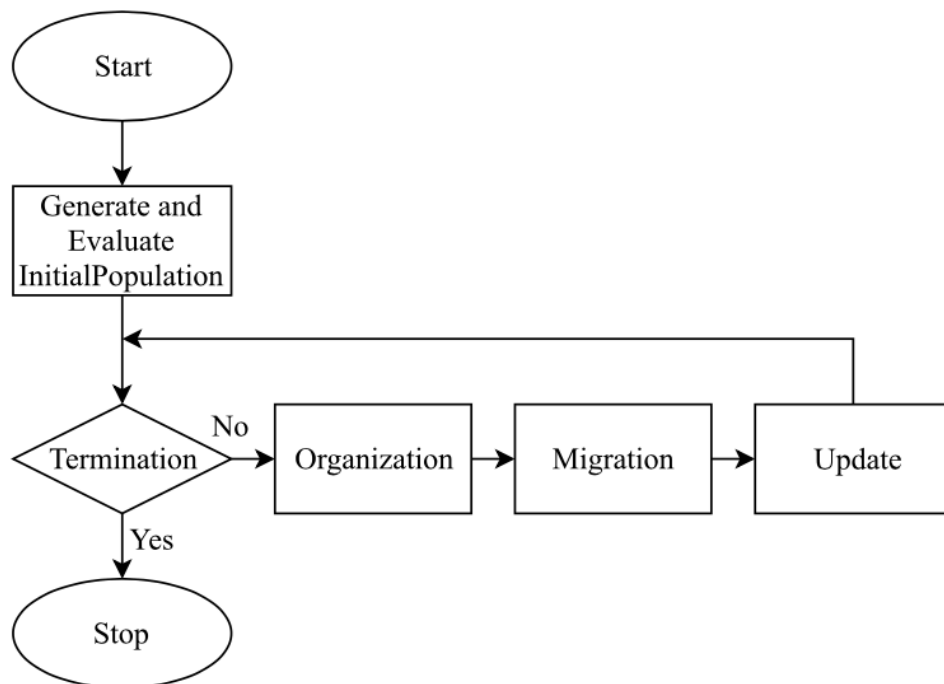 Start
Generate and
Evaluate
InitialPopulation
No
Termination
Organization
Migration
Update
Yes
Stop